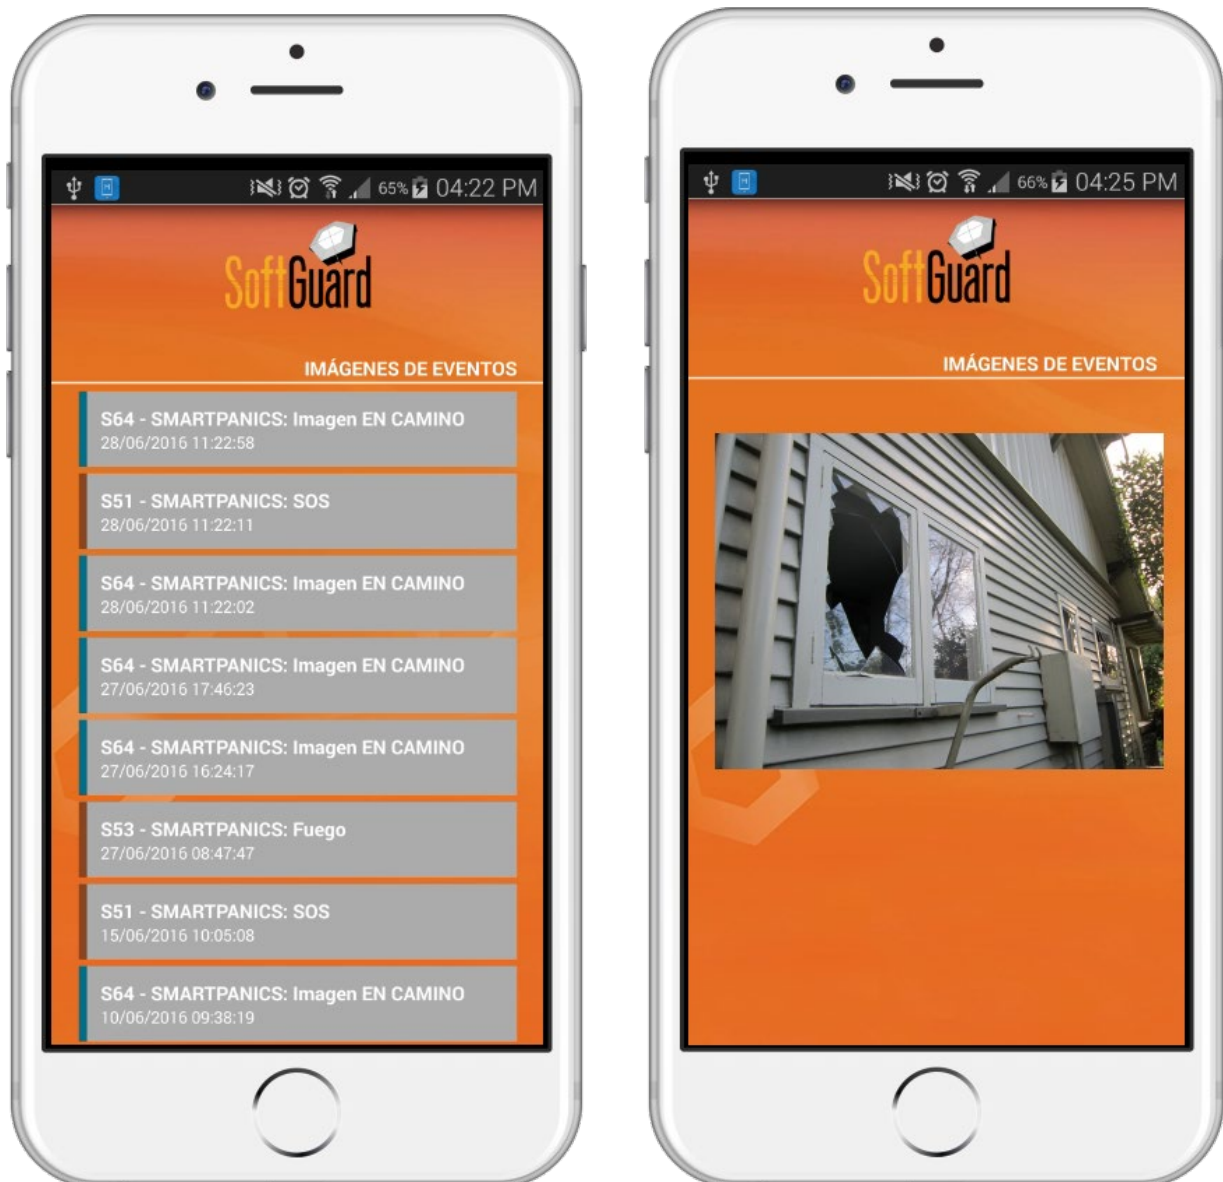 65% 04:22 PM
SoftGuard
IMÁGENES DE EVENTOS
S64 - SMARTPANICS: Imagen EN CAMINO
28/06/2016 11:22:58
S51 - SMARTPANICS: SOS
28/06/2016 11:22:11
S64 - SMARTPANICS: Imagen EN CAMINO
28/06/2016 11:22:02
S64 - SMARTPANICS: Imagen EN CAMINO
27/06/2016 17:46:23
S64 - SMARTPANICS: Imagen EN CAMINO
27/06/2016 16:24:17
S53 - SMARTPANICS: Fuego
27/06/2016 08:47:47
S51 - SMARTPANICS: SOS
15/06/2016 10:05:08
S64 - SMARTPANICS: Imagen EN CAMINO
10/06/2016 09:38:19
66% 04:25 PM
SoftGuard
IMÁGENES DE EVENTOS